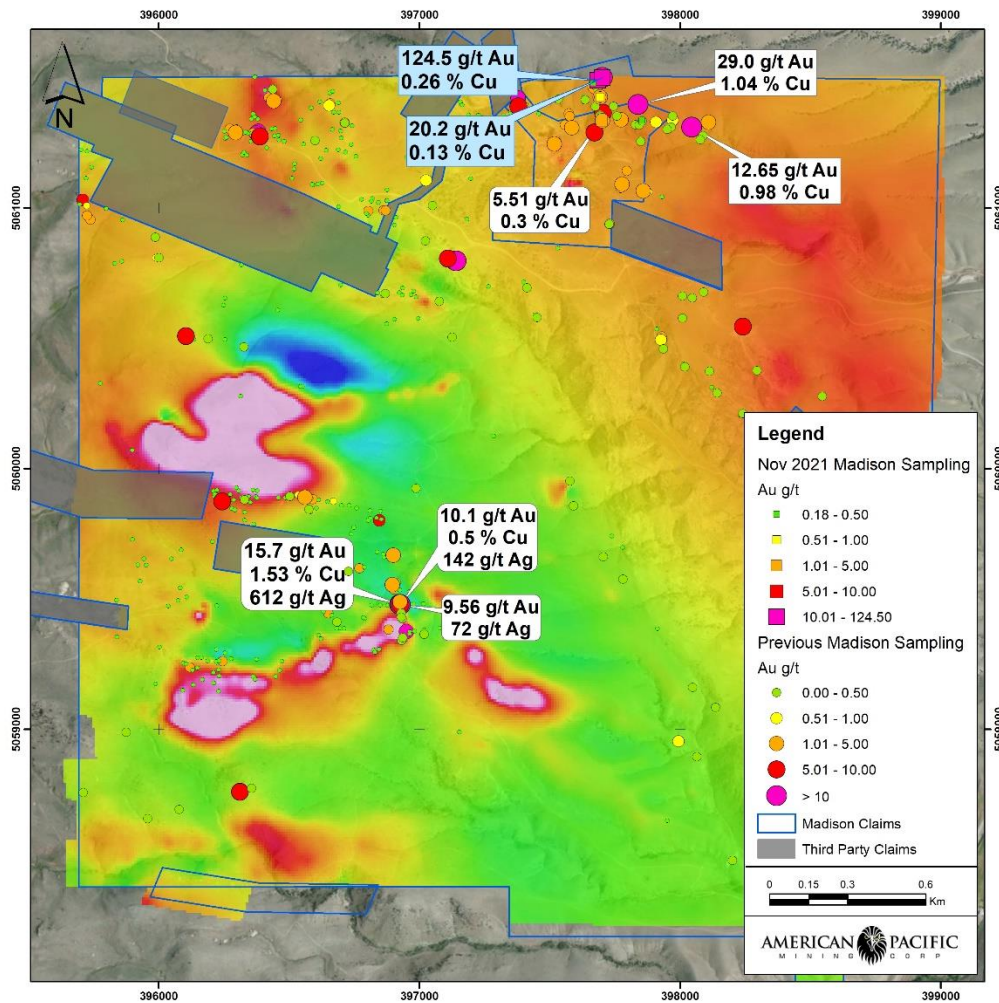 396000
397000
398000
399000
N
124.5 g/t Au
0.26 % Cu
29.0 g/t Au
1.04 % Cu
20.2 g/t Au
0.13 % Cu
12.65 g/t Au
0.98 % Cu
5.51 g/t Au
0.3 % Cu
5061000
5061000
5060000
5060000
10.1 g/t Au
0.5 % Cu
142 g/t Ag
15.7 g/t Au
1.53 % Cu
612 g/t Ag
9.56 g/t Au
72 g/t Ag
5059000
5059000
Legend
Nov 2021 Madison Sampling
Au g/t
0.18 - 0.50
0.51 - 1.00
1.01 - 5.00
5.01 - 10.00
10.01 - 124.50
Previous Madison Sampling
Au g/t
0.00 - 0.50
0.51 - 1.00
1.01 - 5.00
5.01 - 10.00
> 10
Madison Claims
Third Party Claims
0 0.15 0.3 0.6
Km
AMERICAN PACIFIC
MINING CORP
396000
397000
398000
399000